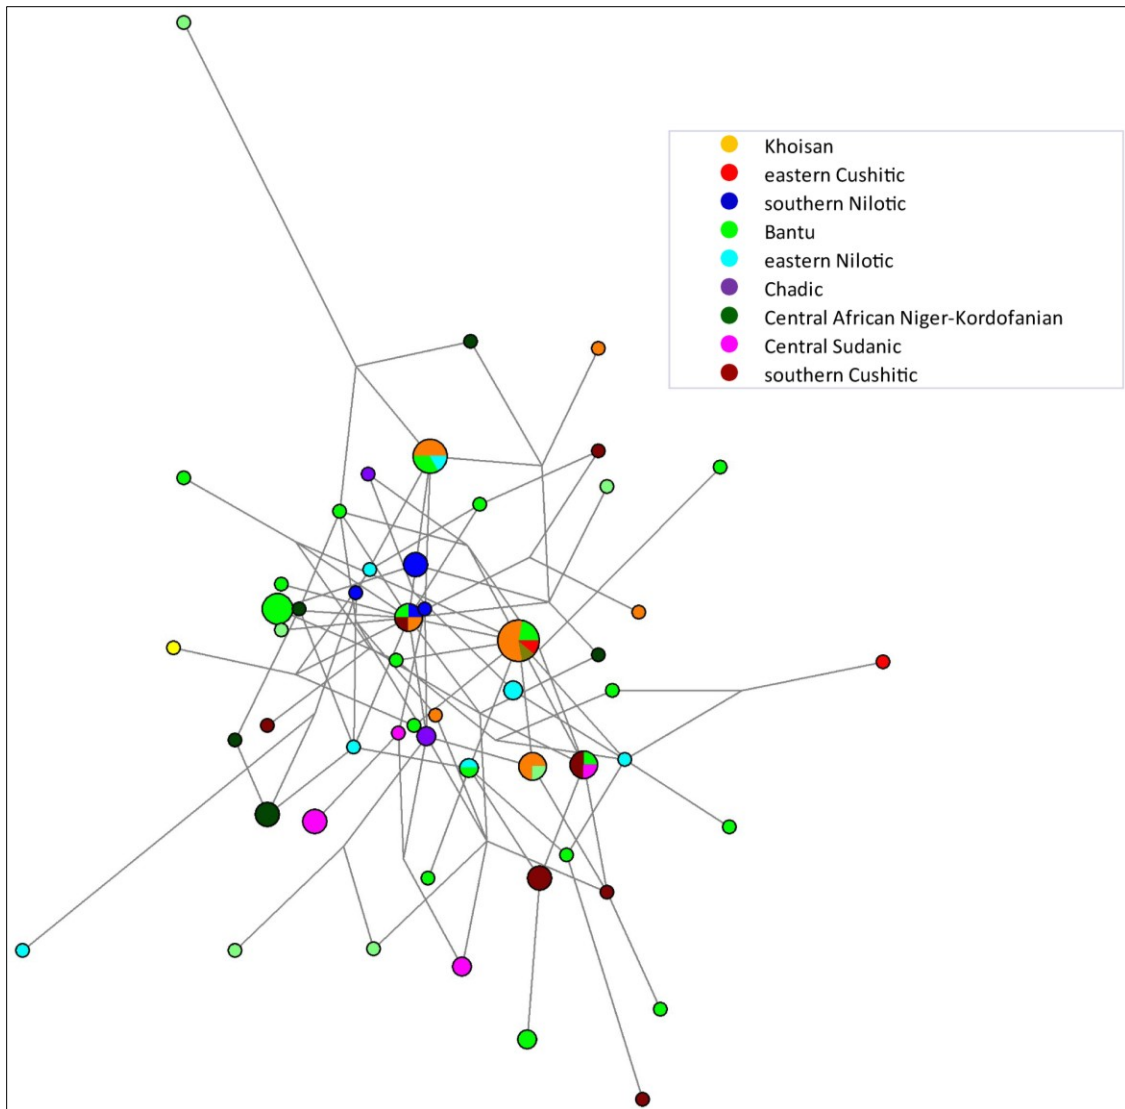 Khoisan
eastern Cushitic
southern Nilotic
Bantu
eastern Nilotic
Chadic
Central African Niger-Kordofanian
Central Sudanic
southern Cushitic